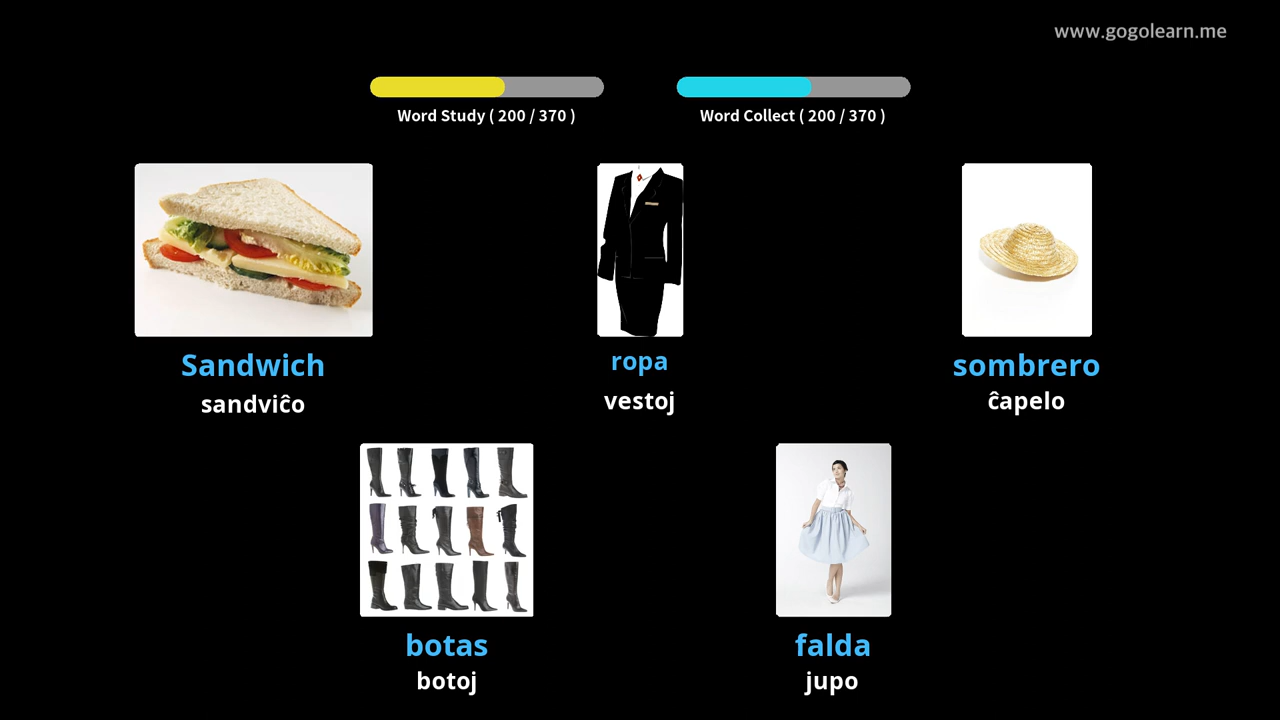 www.gogolearn.me
Word Study ( 200 / 370 )
Word Collect ( 200 / 370 )
Sandwich
sandviĉo
ropa
vestoj
sombrero
ĉapelo
botas
botoj
falda
jupo